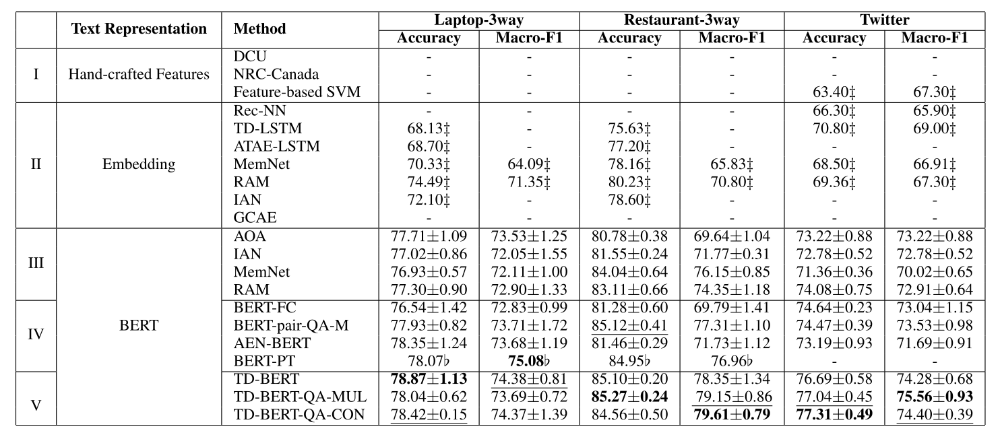 Text Representation Method Laptop-3way Restaurant-3way Twitter
Accuracy Macro-F1 Accuracy Macro-F1 Accuracy Macro-F1
I Hand-crafted Features DCU - - - - - -
NRC-Canada - - - - - -
Feature-based SVM - - - - 63.40‡ 67.30‡
II Embedding Rec-NN - - - - 66.30‡ 65.90‡
TD-LSTM 68.13‡ - 75.63‡ - 70.80‡ 69.00‡
ATAE-LSTM 68.70‡ - 77.20‡ - - -
MemNet 70.33‡ 64.09‡ 78.16‡ 65.83‡ 68.50‡ 66.91‡
RAM 74.49‡ 71.35‡ 80.23‡ 70.80‡ 69.36‡ 67.30‡
IAN 72.10‡ - 78.60‡ - - -
GCAE - - - - - -
III BERT AOA 77.71±1.09 73.53±1.25 80.78±0.38 69.64±1.04 73.22±0.88 73.22±0.88
IAN 77.02±0.86 72.05±1.55 81.55±0.24 71.77±0.31 72.78±0.52 72.78±0.52
MemNet 76.93±0.57 72.11±1.00 84.04±0.64 76.15±0.85 71.36±0.36 70.02±0.65
RAM 77.30±0.90 72.90±1.33 83.11±0.66 74.35±1.18 74.08±0.75 72.91±0.64
IV BERT-FC 76.54±1.42 72.83±0.99 81.28±0.60 69.79±1.41 74.64±0.23 73.04±1.15
BERT-pair-QA-M 77.93±0.82 73.71±1.72 85.12±0.41 77.31±1.10 74.47±0.39 73.53±0.98
AEN-BERT 78.35±1.24 73.68±1.19 81.46±0.29 71.73±1.12 73.19±0.93 71.69±0.91
BERT-PT 78.07♭ 75.08♭ 84.95♭ 76.96♭ - -
V TD-BERT 78.87±1.13 74.38±0.81 85.10±0.20 78.35±1.34 76.69±0.58 74.28±0.68
TD-BERT-QA-MUL 78.04±0.62 73.69±0.72 85.27±0.24 79.15±0.86 77.04±0.45 75.56±0.93
TD-BERT-QA-CON 78.42±0.15 74.37±1.39 84.56±0.50 79.61±0.79 77.31±0.49 74.40±0.39